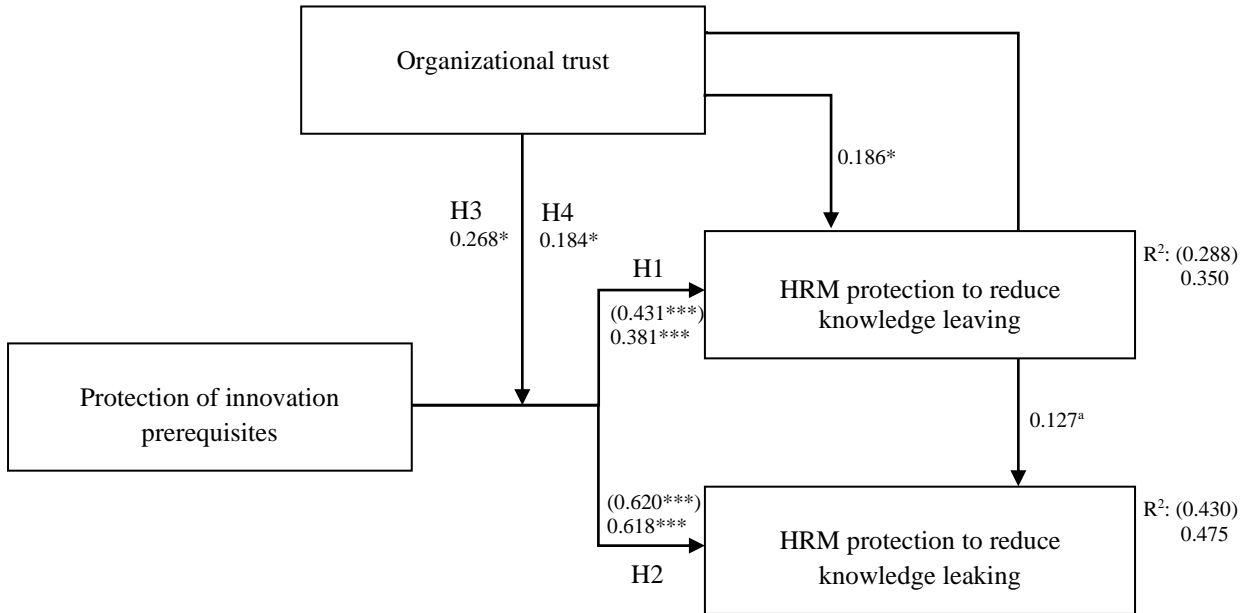 Organizational trust
0.186*
H3
0.268*
H4
0.184*
H1
(0.431***)
0.381***
HRM protection to reduce
knowledge leaving
R²: (0.288)
0.350
Protection of innovation
prerequisites
0.127ᵃ
(0.620***)
0.618***
H2
HRM protection to reduce
knowledge leaking
R²: (0.430)
0.475